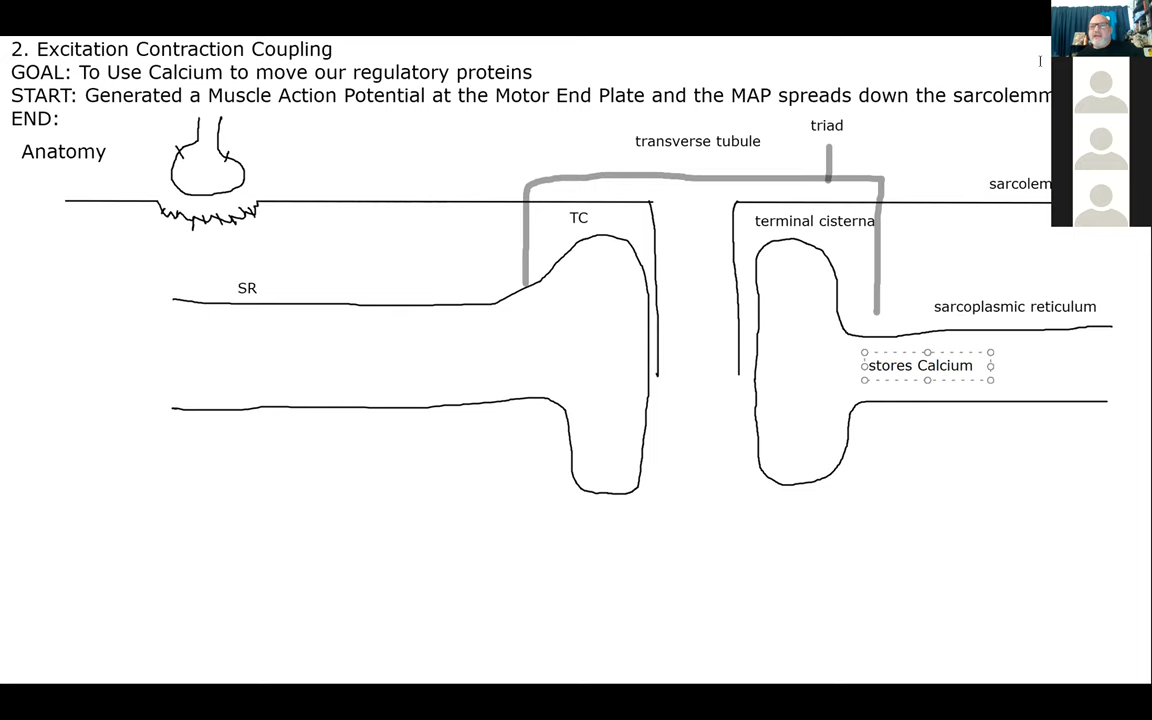 2. Excitation Contraction Coupling
GOAL: To Use Calcium to move our regulatory proteins
START: Generated a Muscle Action Potential at the Motor End Plate and the MAP spreads down the sarcolemm
END:
Anatomy
triad
transverse tubule
sarcolem
TC
terminal cisterna
SR
sarcoplasmic reticulum
stores Calcium